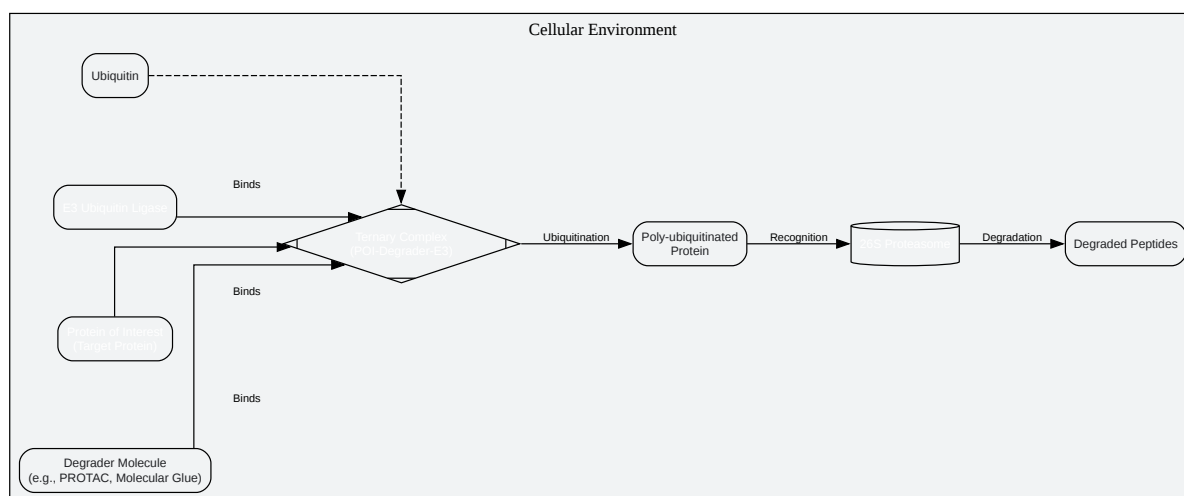 Cellular Environment
Ubiquitin
Binds
E3 Ubiquitin Ligase
Ternary Complex
(POI-Degrader-E3)
Ubiquitination
Poly-ubiquitinated
Protein
Recognition
26S Proteasome
Degradation
Degraded Peptides
Binds
Protein of Interest
(Target Protein)
Binds
Degrader Molecule
(e.g., PROTAC, Molecular Glue)